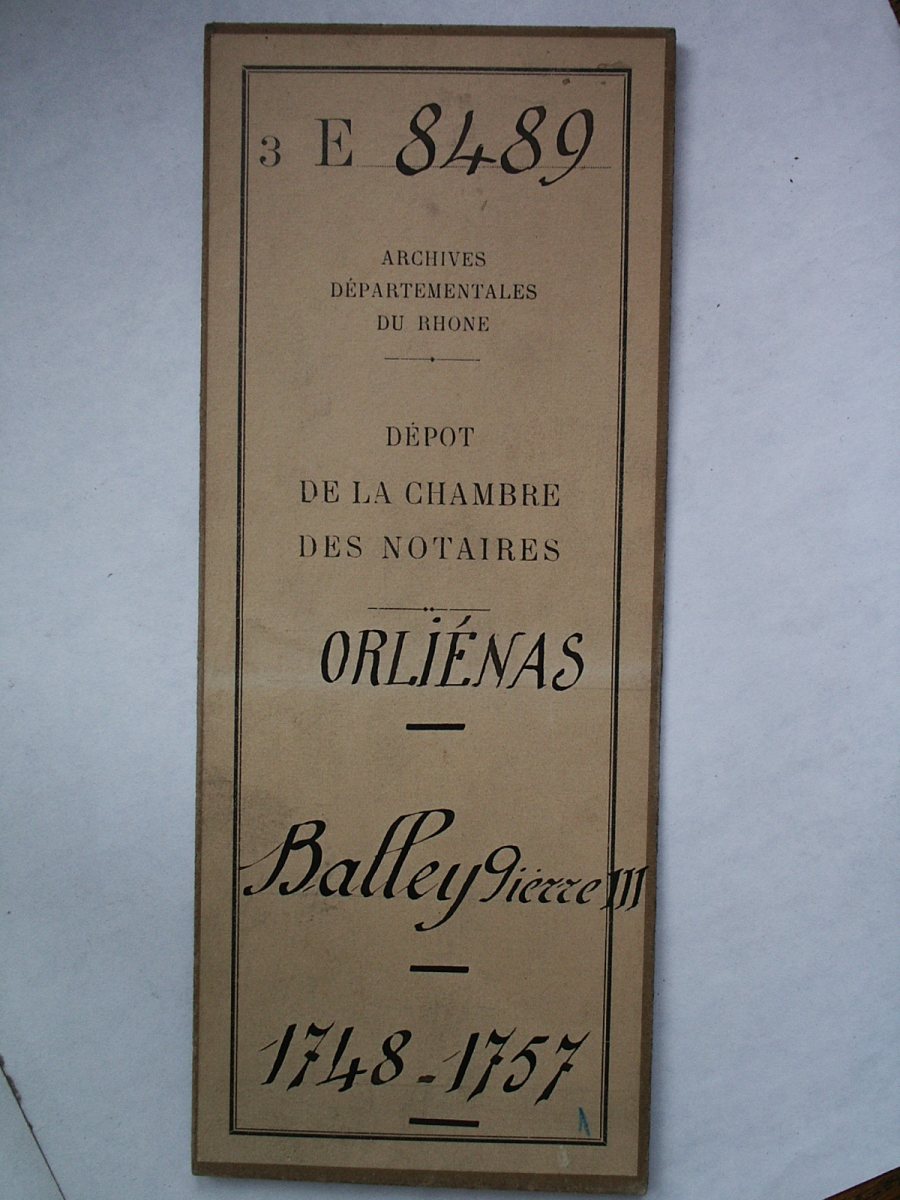 3 E 8489
ARCHIVES
DÉPARTEMENTALES
DU RHONE
DÉPOT
DE LA CHAMBRE
DES NOTAIRES
ORLIÉNAS
Balley Pierre III
1748 - 1757